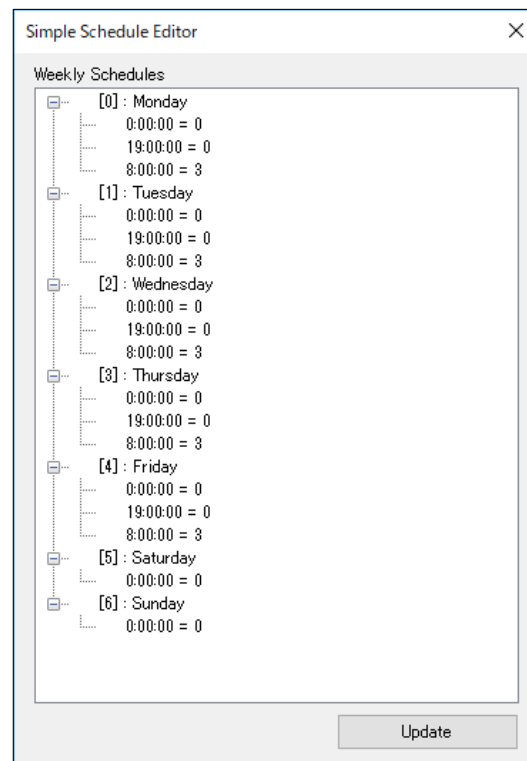 Simple Schedule Editor
Weekly Schedules
[0] : Monday
0:00:00 = 0
19:00:00 = 0
8:00:00 = 3
[1] : Tuesday
0:00:00 = 0
19:00:00 = 0
8:00:00 = 3
[2] : Wednesday
0:00:00 = 0
19:00:00 = 0
8:00:00 = 3
[3] : Thursday
0:00:00 = 0
19:00:00 = 0
8:00:00 = 3
[4] : Friday
0:00:00 = 0
19:00:00 = 0
8:00:00 = 3
[5] : Saturday
0:00:00 = 0
[6] : Sunday
0:00:00 = 0
Update